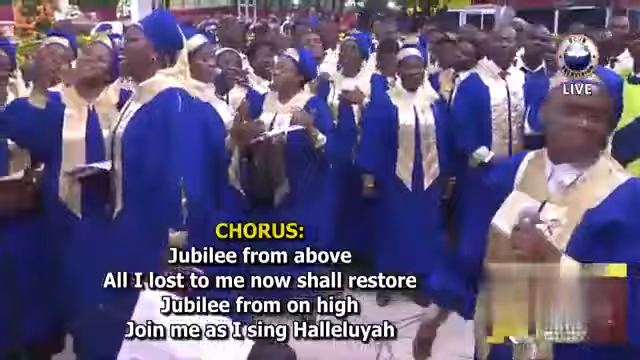 LIVE
CHORUS:
Jubilee from above
All I lost to me now shall restore
Jubilee from on high
Join me as I sing Halleluyah